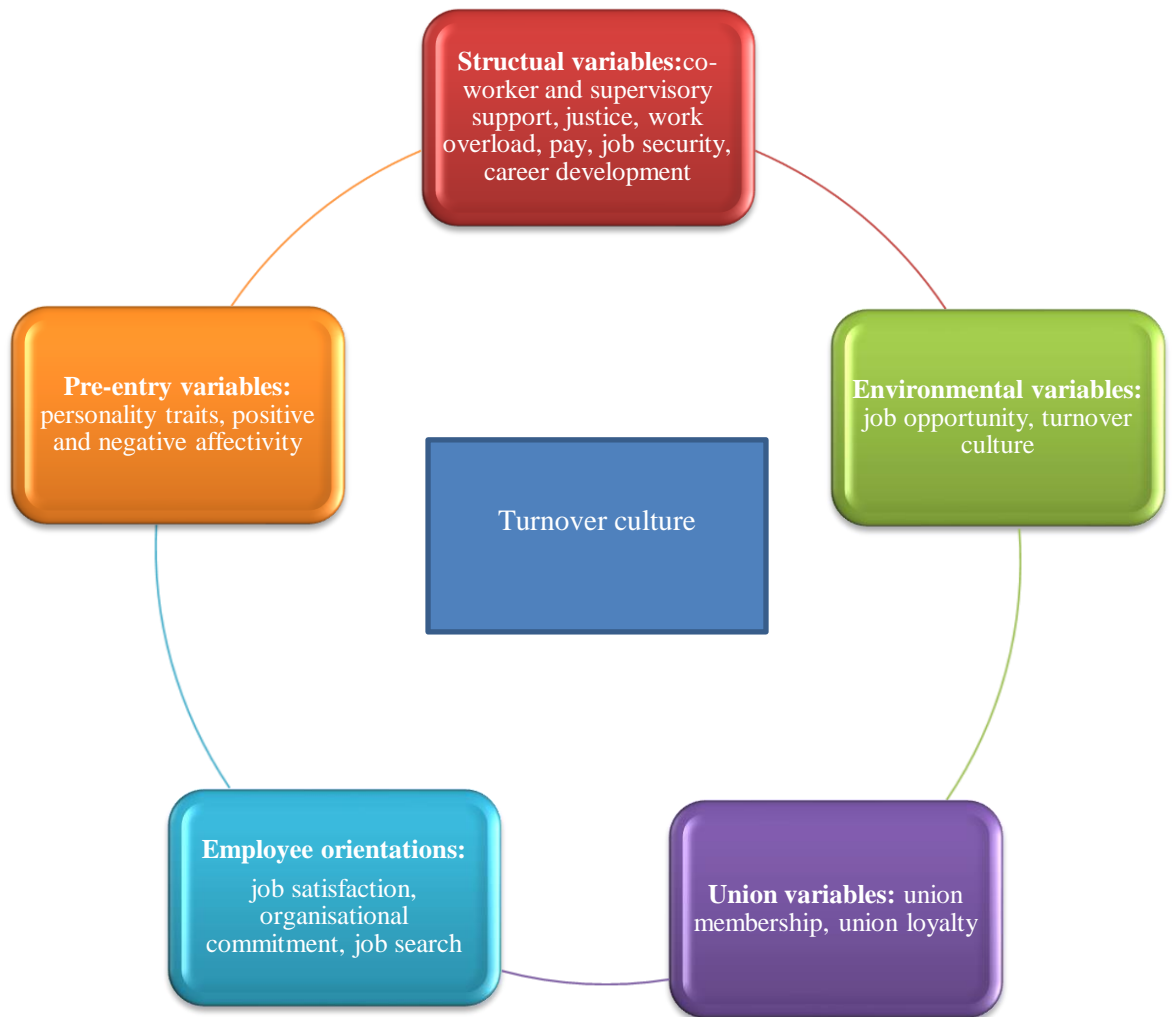 Structual variables:co-
worker and supervisory
support, justice, work
overload, pay, job security,
career development
Pre-entry variables:
personality traits, positive
and negative affectivity
Environmental variables:
job opportunity, turnover
culture
Turnover culture
Employee orientations:
job satisfaction,
organisational
commitment, job search
Union variables: union
membership, union loyalty